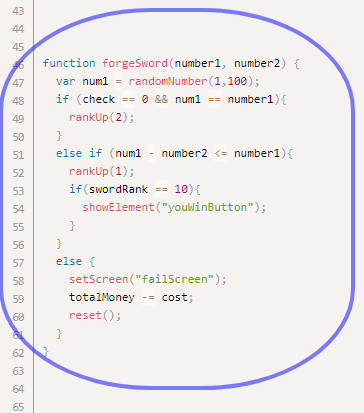 43
44
45
46 function forgeSword(number1, number2) {
47 var num1 = randomNumber(1,100);
48 if (check == 0 && num1 == number1){
49 rankUp(2);
50 }
51 else if (num1 - number2 <= number1){
52 rankUp(1);
53 if(swordRank == 10){
54 showElement("youWinButton");
55 }
56 }
57 else {
58 setScreen("failScreen");
59 totalMoney -= cost;
60 reset();
61 }
62 }
63
64
65